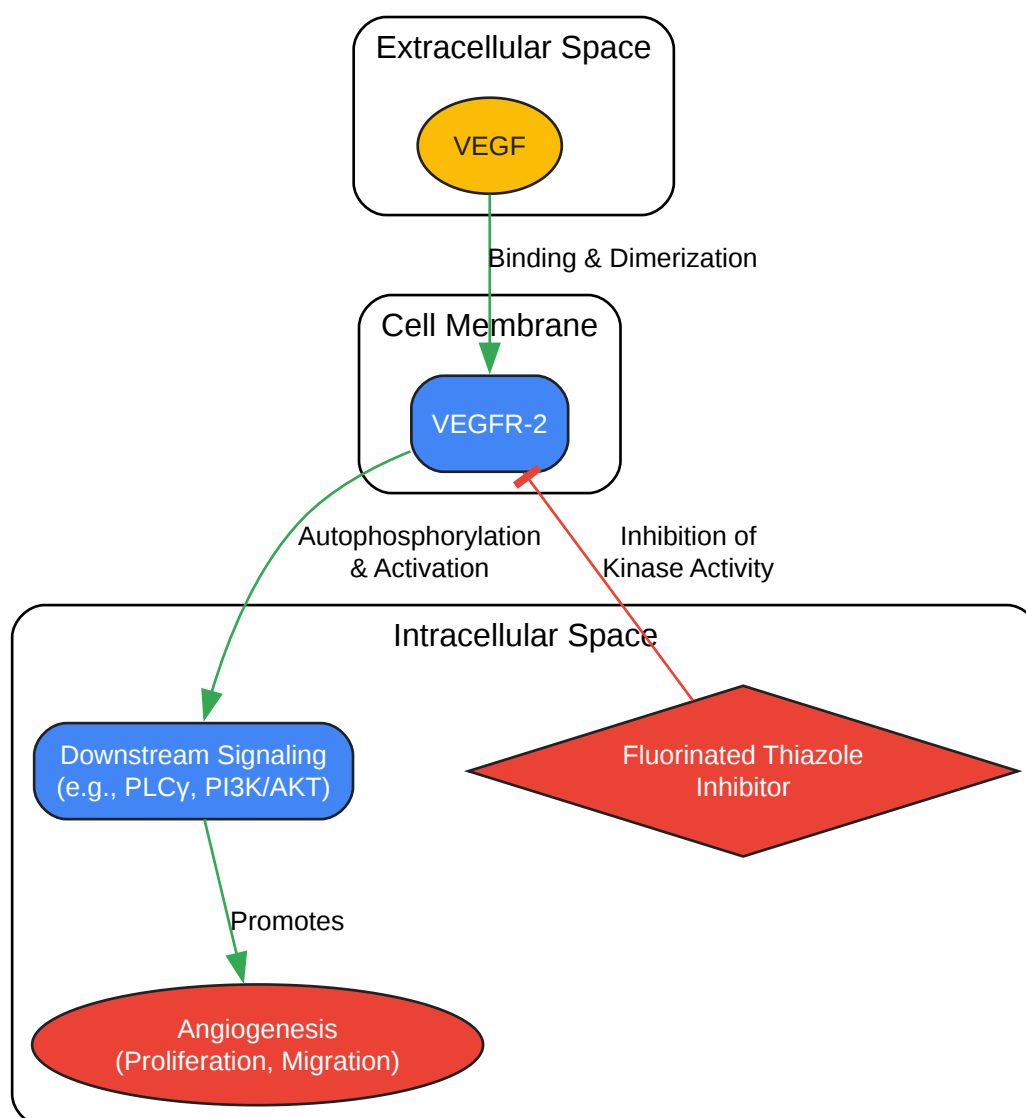 Extracellular Space
VEGF
Binding & Dimerization
Cell Membrane
VEGFR-2
Autophosphorylation
& Activation
Inhibition of
Kinase Activity
Intracellular Space
Downstream Signaling
(e.g., PLCγ, PI3K/AKT)
Fluorinated Thiazole
Inhibitor
Promotes
Angiogenesis
(Proliferation, Migration)